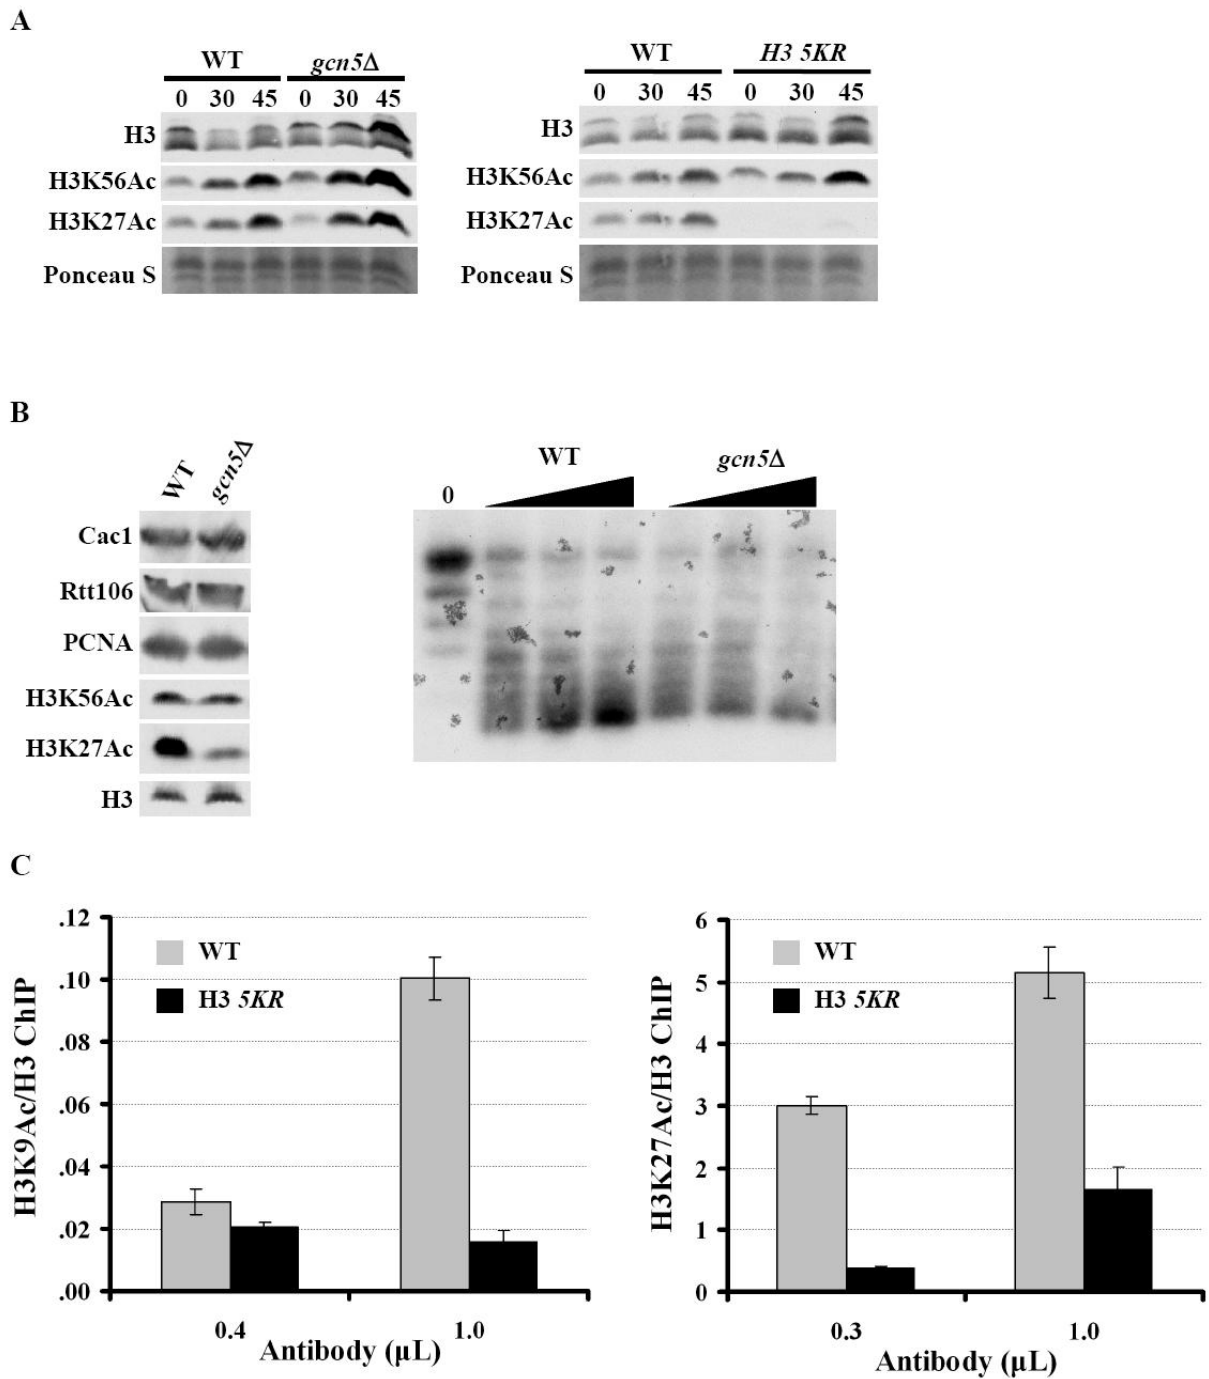 A
WT gcn5Δ
0 30 45 0 30 45
H3
H3K56Ac
H3K27Ac
Ponceau S
WT H3 5KR
0 30 45 0 30 45
H3
H3K56Ac
H3K27Ac
Ponceau S
B
WT gcn5Δ
Cac1
Rtt106
PCNA
H3K56Ac
H3K27Ac
H3
WT gcn5Δ
0
C
H3K9Ac/H3 ChIP
.12
.10
.08
.06
.04
.02
.00
WT
H3 5KR
0.4 1.0
Antibody (µL)
H3K27Ac/H3 ChIP
6
5
4
3
2
1
0
WT
H3 5KR
0.3 1.0
Antibody (µL)